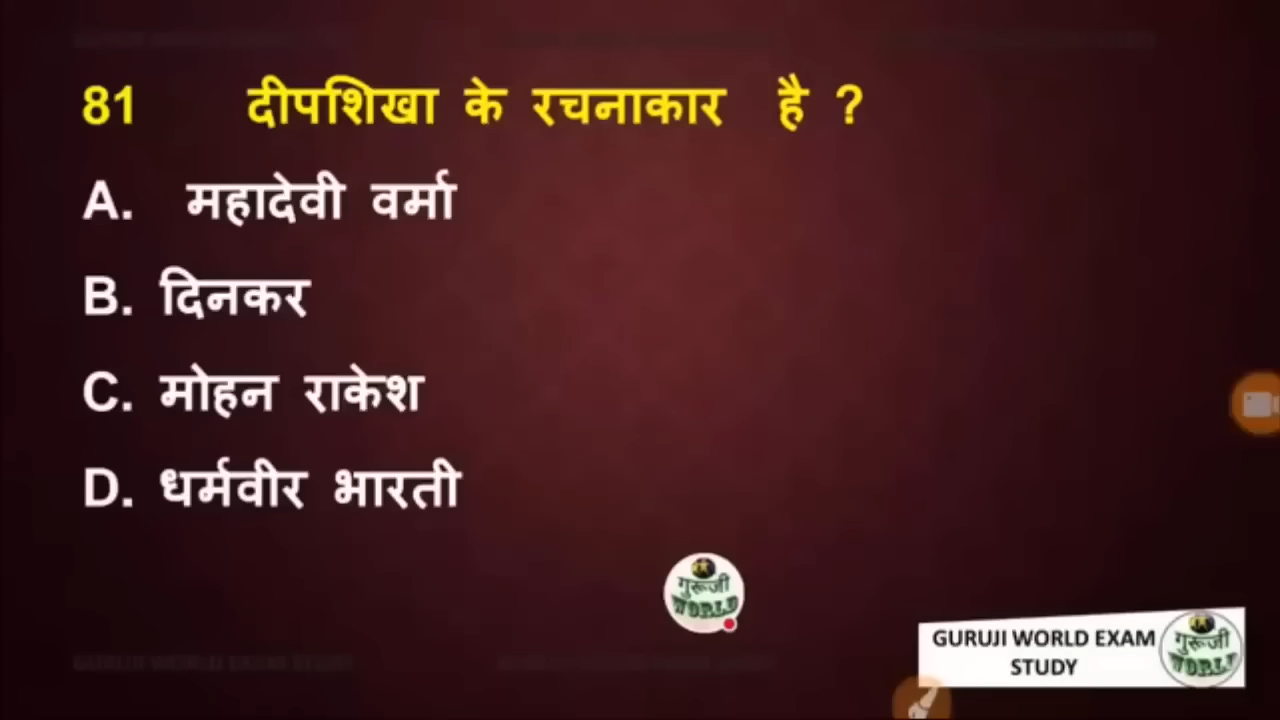 81 दीपशिखा के रचनाकार है ?
A. महादेवी वर्मा
B. दिनकर
C. मोहन राकेश
D. धर्मवीर भारती
गुरूजी
WORLD
GURUJI WORLD EXAM
STUDY
गुरूजी
WORLD